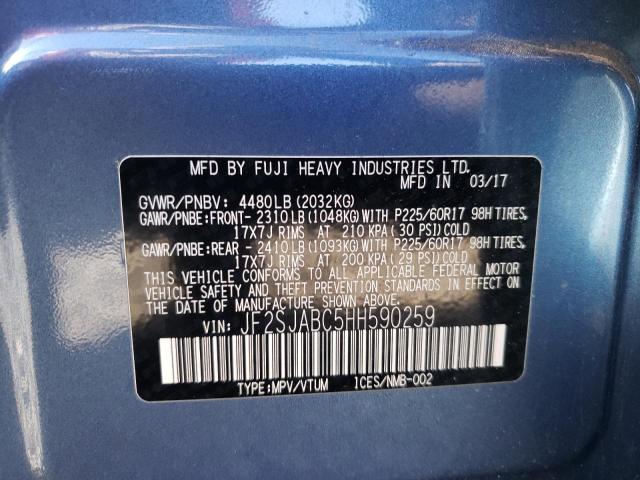 MFD BY FUJI HEAVY INDUSTRIES LTD.
MFD IN 03/17
GVWR/PNBV: 4480LB(2032KG)
GAWR/PNBE:FRONT-2310LB(1048KG)WITH P225/60R17 98H TIRES,
17X7J RIMS AT 210 KPA(30 PSI)COLD
GAWR/PNBE:REAR -2410LB(1093KG)WITH P225/60R17 98H TIRES,
17X7J RIMS AT 200 KPA(29 PSI)COLD
THIS VEHICLE CONFORMS TO ALL APPLICABLE FEDERAL MOTOR
VEHICLE SAFETY AND THEFT PREVENTION STANDARDS IN EFFECT ON
THE DATE OF MANUFACTURE SHOWN ABOVE.
VIN: JF2SJABC5HH590259
TYPE:MPV/VTUM ICES/NMB-002